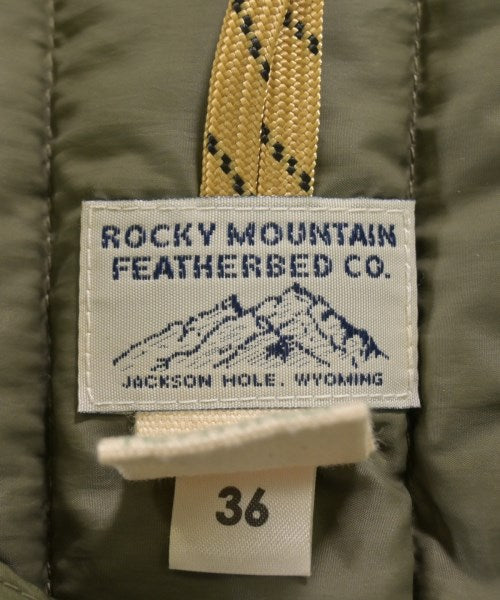 ROCKY MOUNTAIN
FEATHERBED CO.
JACKSON HOLE. WYOMING
36